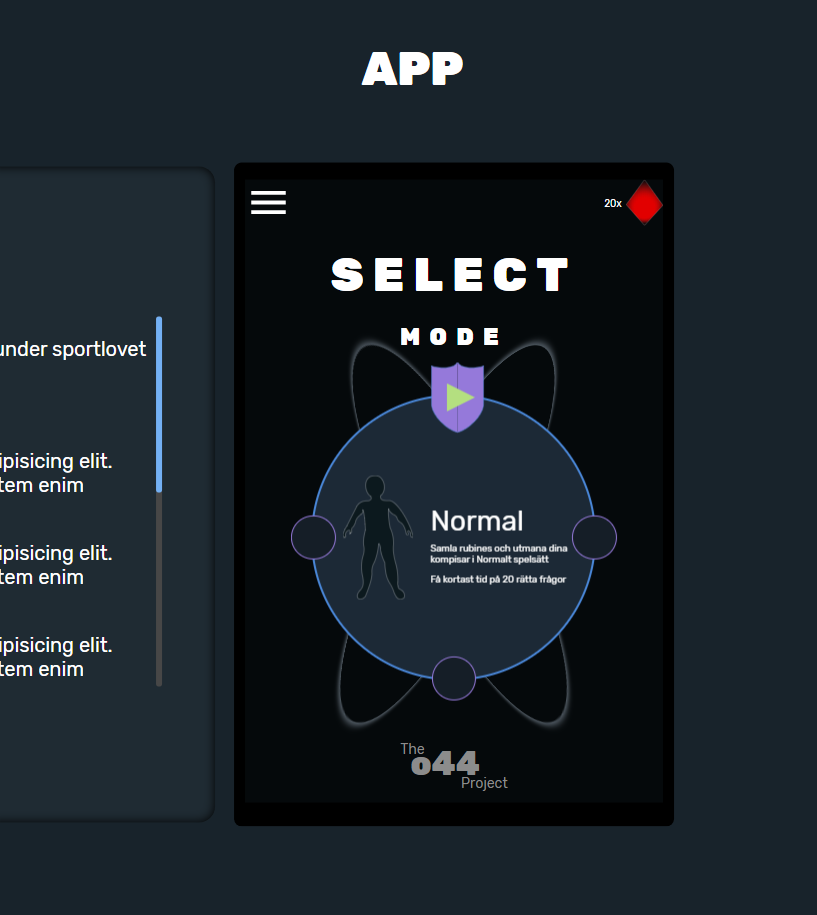 APP
under sportlovet
ipisicing elit.
tem enim
ipisicing elit.
tem enim
ipisicing elit.
tem enim
20x
SELECT
MODE
Normal
Samla rubines och utmana dina
kompisar i Normalt spelsätt
Få kortast tid på 20 rätta frågor
The
o44
Project